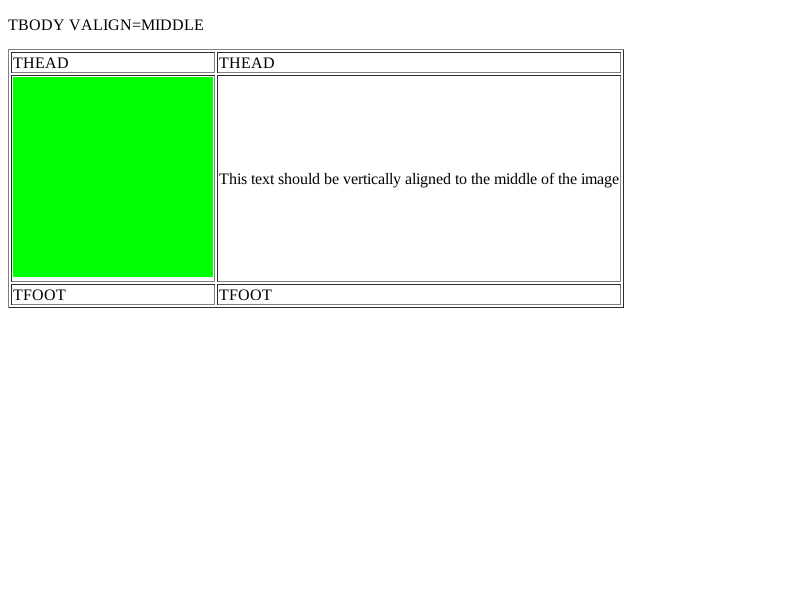 TBODY VALIGN=MIDDLE
THEAD THEAD
This text should be vertically aligned to the middle of the image
TFOOT TFOOT